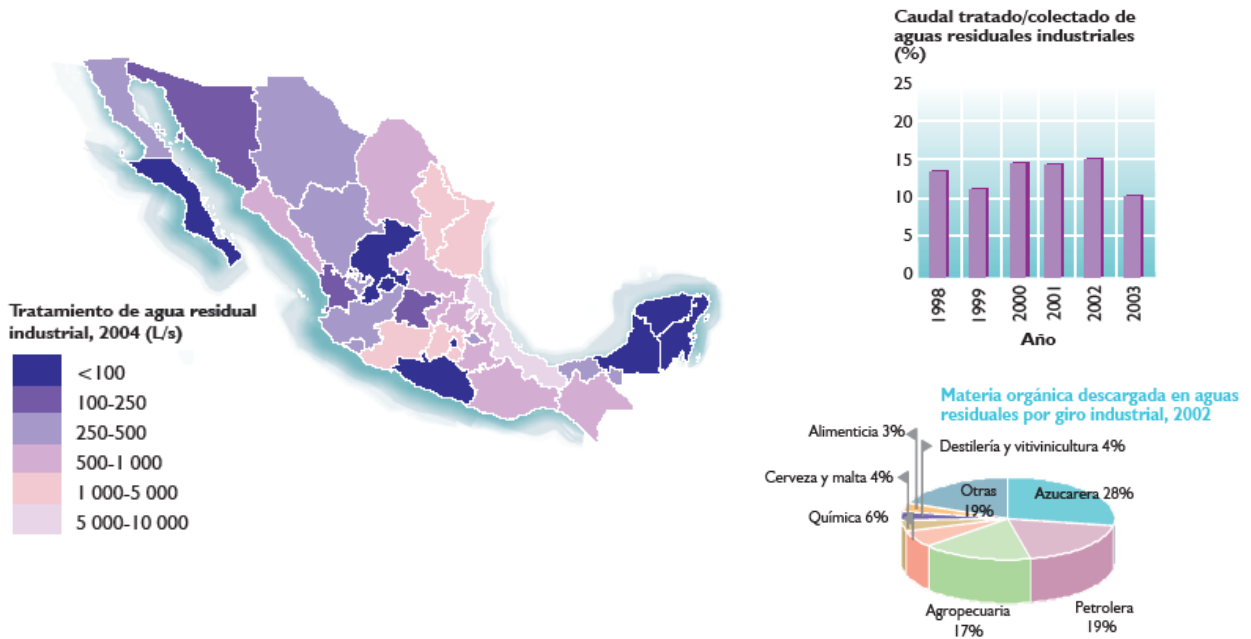 Caudal tratado/colectado de
aguas residuales industriales
(%)
25
20
15
10
5
0
1998
1999
2000
2001
2002
2003
Año
Tratamiento de agua residual
industrial, 2004 (L/s)
<100
100-250
250-500
500-1 000
1 000-5 000
5 000-10 000
Materia orgánica descargada en aguas
residuales por giro industrial, 2002
Alimenticia 3%
Destilería y vitivinicultura 4%
Cerveza y malta 4%
Otras
19%
Azucarera 28%
Química 6%
Agropecuaria
17%
Petrolera
19%